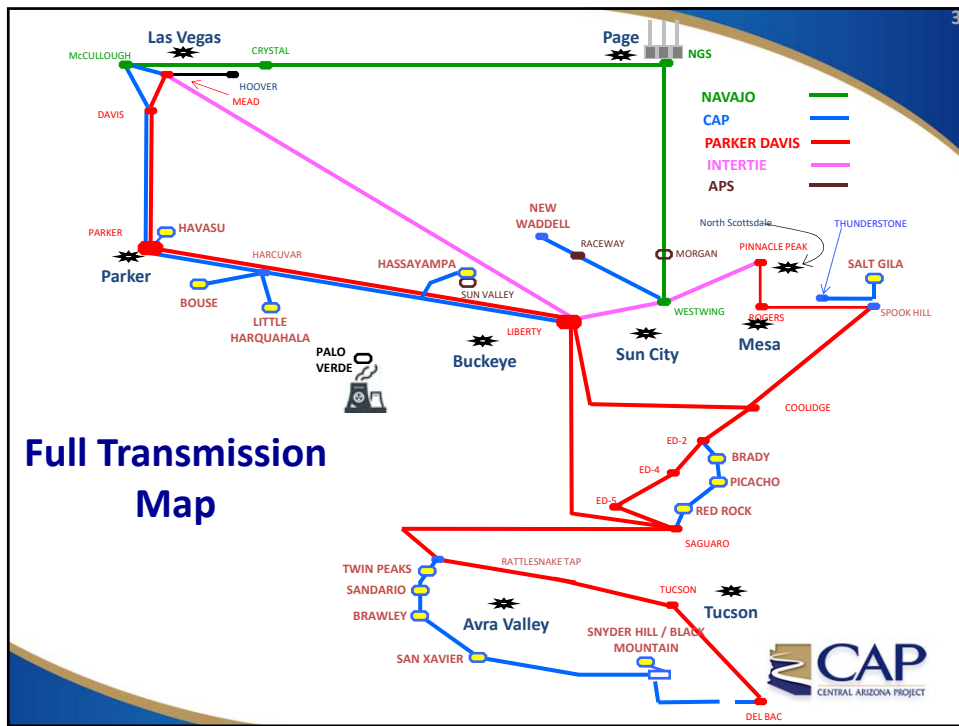 3
Las Vegas
Page
McCULLOUGH
CRYSTAL
NGS
HOOVER
MEAD
DAVIS
NAVAJO
CAP
PARKER DAVIS
INTERTIE
APS
NEW
WADDELL
North Scottsdale
THUNDERSTONE
PARKER
HAVASU
HARCUVAR
HASSAYAMPA
RACEWAY
MORGAN
PINNACLE PEAK
SALT GILA
Parker
BOUSE
SUN VALLEY
LITTLE
HARQUAHALA
LIBERTY
WESTWING
ROGERS
SPOOK HILL
Buckeye
Sun City
Mesa
PALO
VERDE
COOLIDGE
Full Transmission
Map
ED-2
BRADY
ED-4
PICACHO
ED-5
RED ROCK
SAGUARO
TWIN PEAKS
RATTLESNAKE TAP
SANDARIO
TUCSON
BRAWLEY
Avra Valley
Tucson
SNYDER HILL / BLACK
MOUNTAIN
SAN XAVIER
DEL BAC
CAP
CENTRAL ARIZONA PROJECT